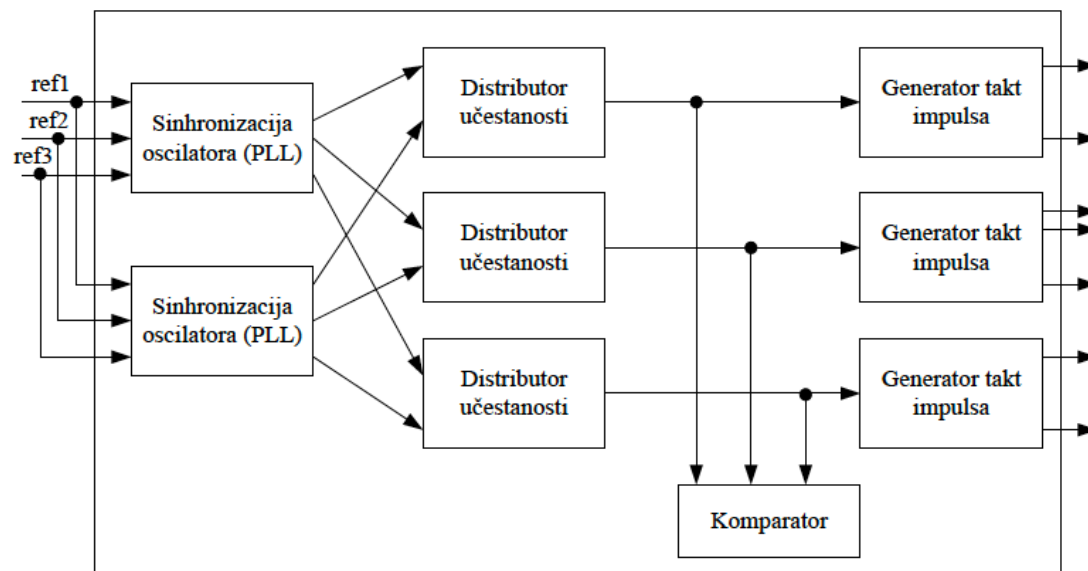 ref1
ref2
ref3
Sinhronizacija
oscilatora (PLL)
Sinhronizacija
oscilatora (PLL)
Distributor
učestanosti
Distributor
učestanosti
Distributor
učestanosti
Generator takt
impulsa
Generator takt
impulsa
Generator takt
impulsa
Komparator